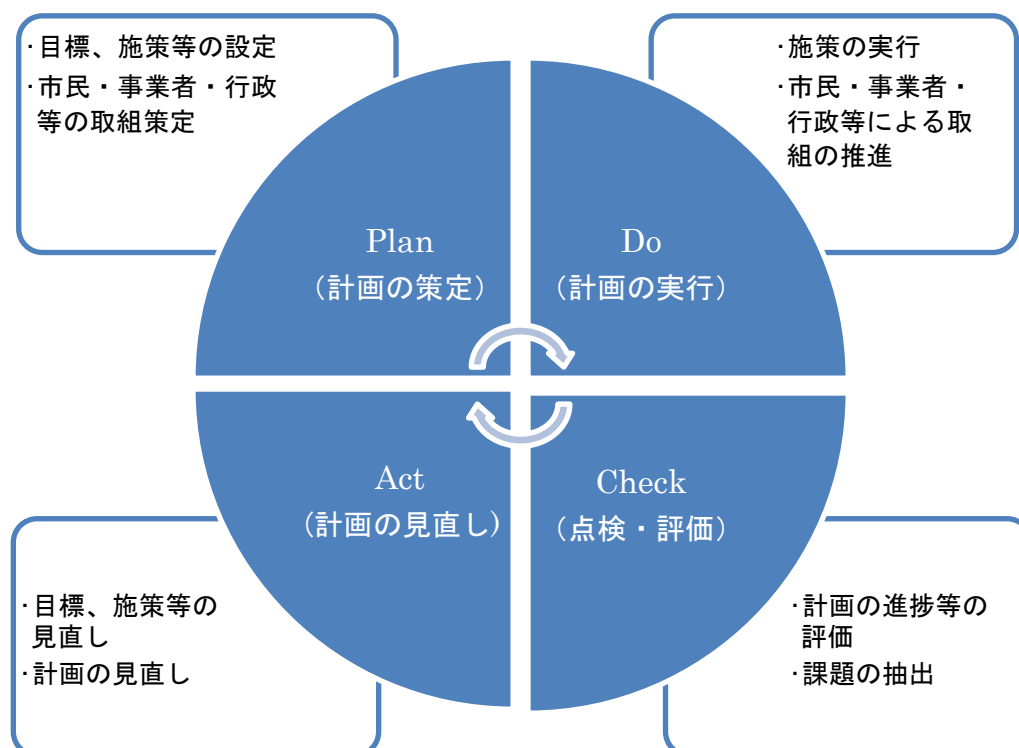 ・目標、施策等の設定
・市民・事業者・行政
等の取組策定
・施策の実行
・市民・事業者・
行政等による取
組の推進
Plan
(計画の策定)
Do
(計画の実行)
Act
(計画の見直し)
Check
(点検・評価)
・目標、施策等の
見直し
・計画の見直し
・計画の進捗等の
評価
・課題の抽出